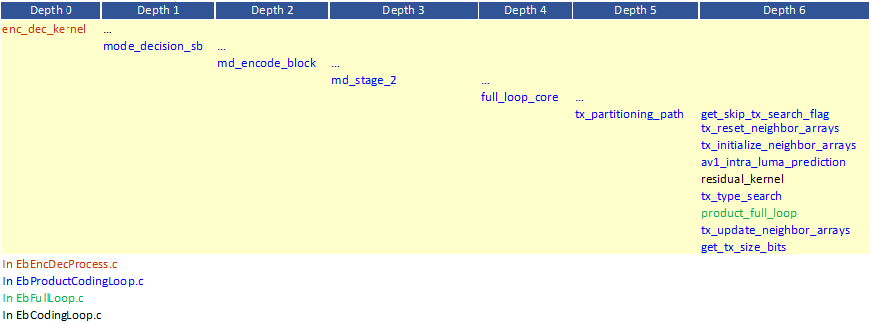 Depth 0 Depth 1 Depth 2 Depth 3 Depth 4 Depth 5 Depth 6
enc_dec_kernel ...
mode_decision_sb ...
md_encode_block ...
md_stage_2 ...
full_loop_core ...
tx_partitioning_path get_skip_tx_search_flag
tx_reset_neighbor_arrays
tx_initialize_neighbor_arrays
av1_intra_luma_prediction
residual_kernel
tx_type_search
product_full_loop
tx_update_neighbor_arrays
get_tx_size_bits
In EbEncDecProcess.c
In EbProductCodingLoop.c
In EbFullLoop.c
In EbCodingLoop.c